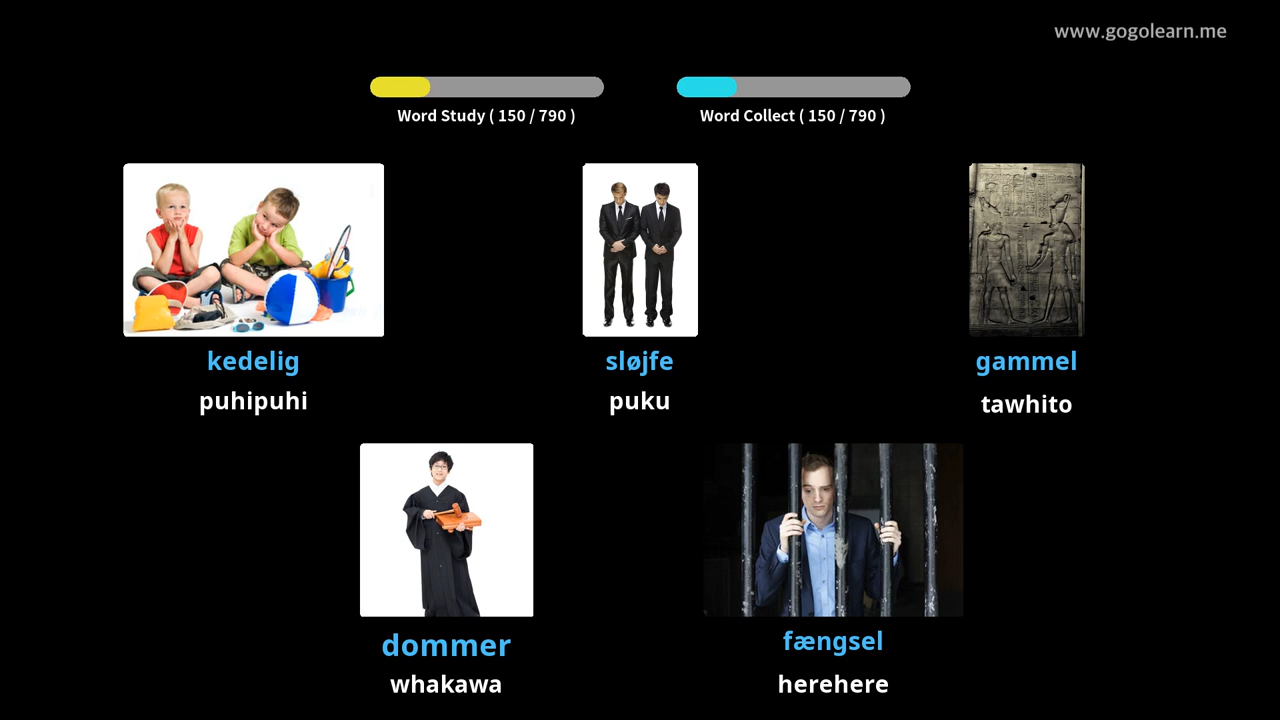 www.gogolearn.me
Word Study ( 150 / 790 )
Word Collect ( 150 / 790 )
kedelig
puhipuhi
sløjfe
puku
gammel
tawhito
dommer
whakawa
fængsel
herehere